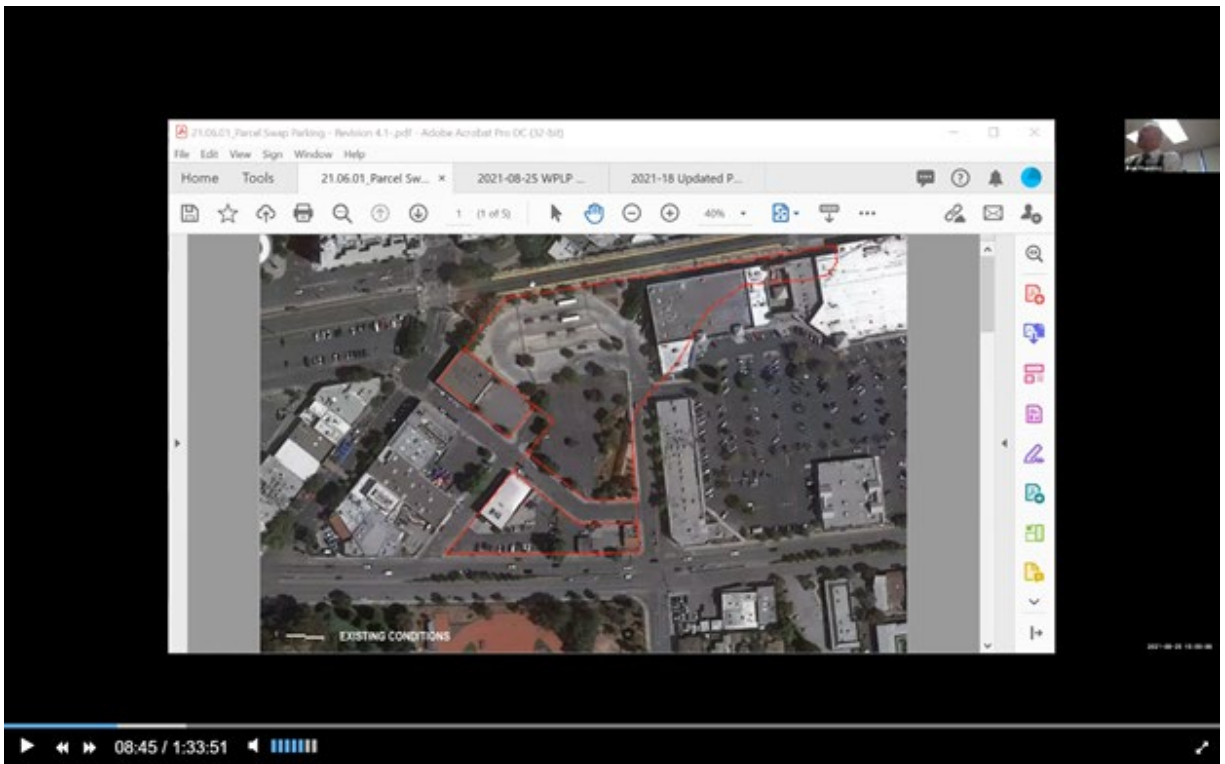 21.06.01_Parcel Swap Parking - Revision 4.1-.pdf - Adobe Acrobat Pro DC (32-bit)
File Edit View Sign Window Help
Home Tools 21.06.01_Parcel Sw... × 2021-08-25 WPLP ... 2021-18 Updated P...
1 (1 of 5) 40%
EXISTING CONDITIONS
08:45 / 1:33:51